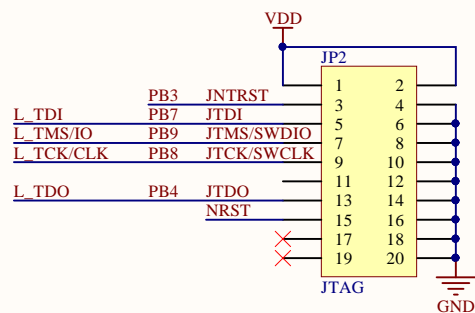 VDD
JP2
1 2
PB3 JNTRST 3 4
L_TDI PB7 JTDI 5 6
L_TMS/IO PB9 JTMS/SWDIO 7 8
L_TCK/CLK PB8 JTCK/SWCLK 9 10
11 12
L_TDO PB4 JTDO 13 14
NRST 15 16
17 18
19 20
JTAG
GND